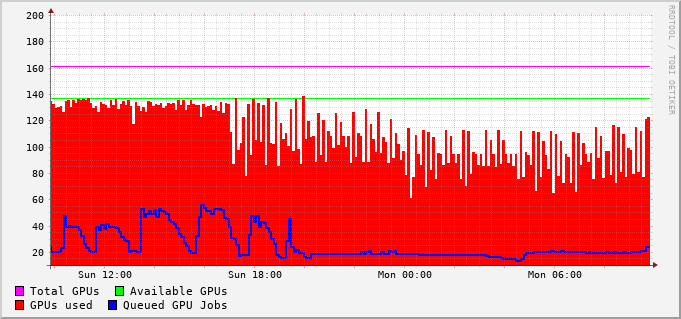 200
180
160
140
120
100
80
60
40
20
Sun 12:00 Sun 18:00 Mon 00:00 Mon 06:00
Total GPUs Available GPUs
GPUs used Queued GPU Jobs
RRDTOOL / TOBI OETIKER